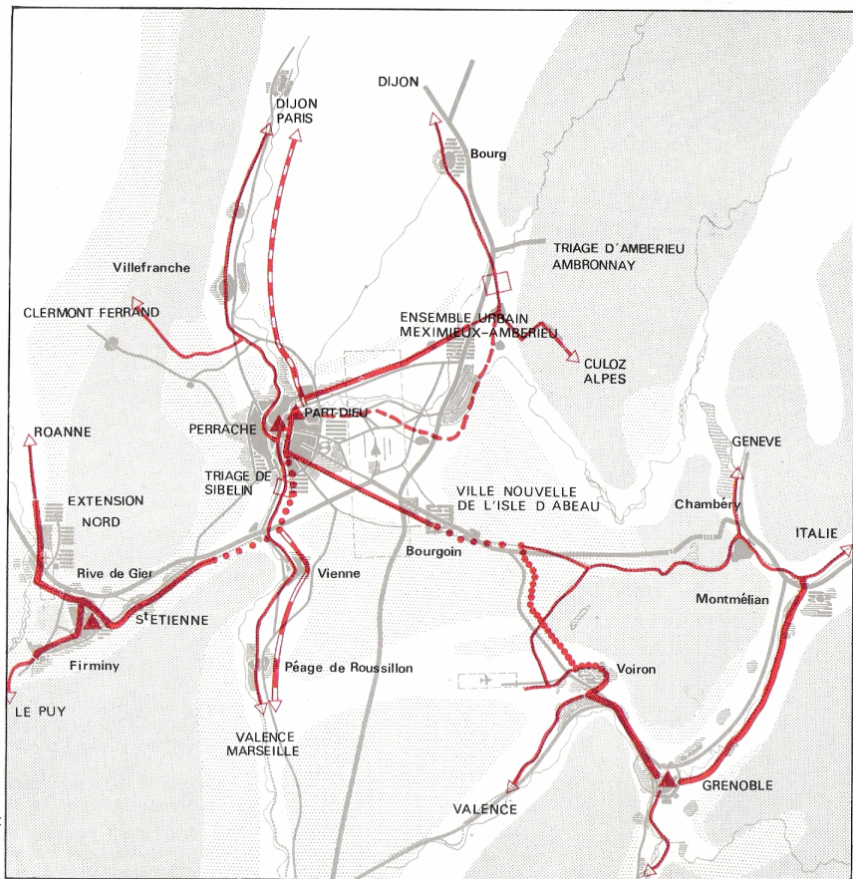 DIJON
DIJON
PARIS
Bourg
TRIAGE D'AMBERIEU
AMBRONNAY
Villefranche
CLERMONT FERRAND
ENSEMBLE URBAIN
MEXIMIEUX-AMBERIEU
CULOZ
ALPES
PART-DIEU
PERRACHE
ROANNE
GENEVE
TRIAGE DE
SIBELIN
VILLE NOUVELLE
DE L'ISLE D ABEAU
Chambéry
EXTENSION
NORD
ITALIE
Bourgoin
Rive de Gier
Vienne
Montmélian
St ETIENNE
Firminy
Péage de Roussillon
Voiron
LE PUY
VALENCE
MARSEILLE
GRENOBLE
VALENCE